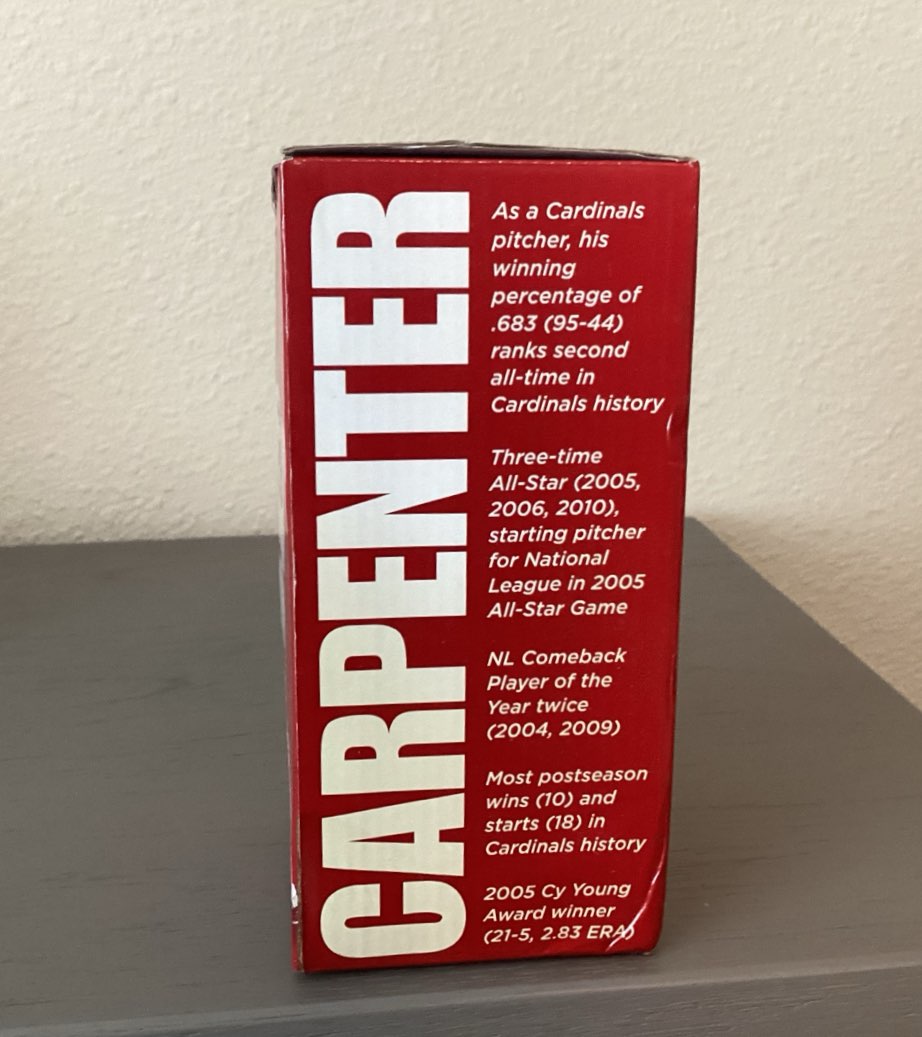 CARPENTER
As a Cardinals
pitcher, his
winning
percentage of
.683 (95-44)
ranks second
all-time in
Cardinals history
Three-time
All-Star (2005,
2006, 2010),
starting pitcher
for National
League in 2005
All-Star Game
NL Comeback
Player of the
Year twice
(2004, 2009)
Most postseason
wins (10) and
starts (18) in
Cardinals history
2005 Cy Young
Award winner
(21-5, 2.83 ERA)